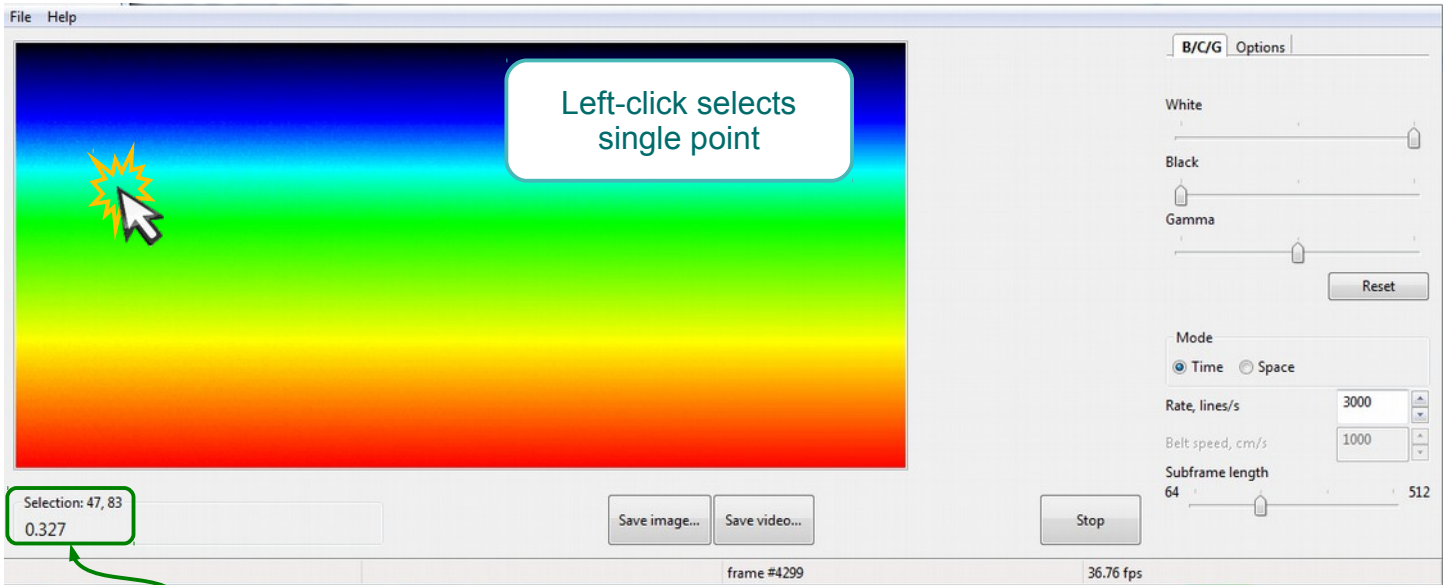 File Help
B/C/G Options
Left-click selects
single point
White
Black
Gamma
Reset
Mode
Time Space
Rate, lines/s 3000
Belt speed, cm/s 1000
Subframe length
64 512
Selection: 47, 83
0.327
Save image... Save video... Stop
frame #4299 36.76 fps